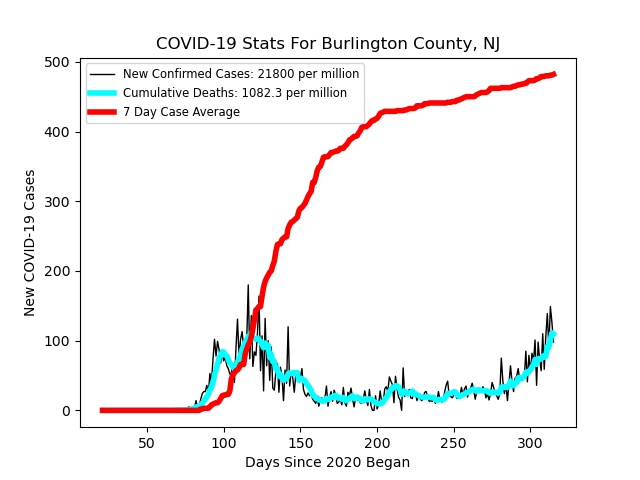 COVID-19 Stats For Burlington County, NJ
New Confirmed Cases: 21800 per million
Cumulative Deaths: 1082.3 per million
7 Day Case Average
New COVID-19 Cases
500
400
300
200
100
0
50 100 150 200 250 300
Days Since 2020 Began